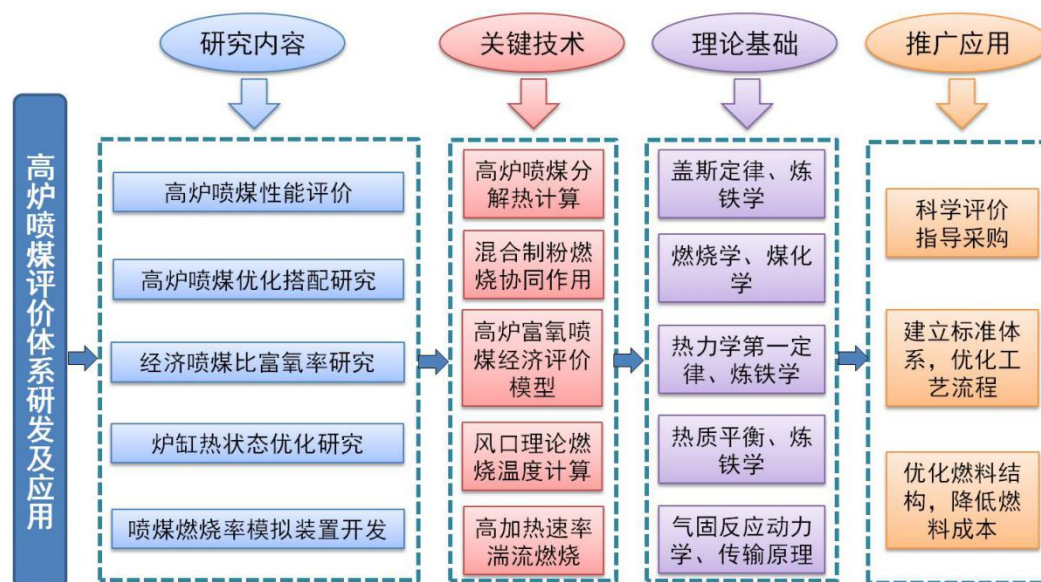 高炉喷煤评价体系研发及应用
研究内容
高炉喷煤性能评价
高炉喷煤优化搭配研究
经济喷煤比富氧率研究
炉缸热状态优化研究
喷煤燃烧率模拟装置开发
关键技术
高炉喷煤分
解热计算
混合制粉燃
烧协同作用
高炉富氧喷
煤经济评价
模型
风口理论燃
烧温度计算
高加热速率
湍流燃烧
理论基础
盖斯定律、炼
铁学
燃烧学、煤化
学
热力学第一定
律、炼铁学
热质平衡、炼
铁学
气固反应动力
学、传输原理
推广应用
科学评价
指导采购
建立标准体
系，优化工
艺流程
优化燃料结
构，降低燃
料成本